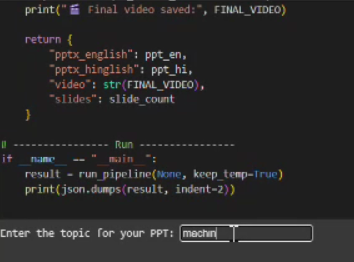 print("🎬 Final video saved:", FINAL_VIDEO)
return {
"pptx_english": ppt_en,
"pptx_hinglish": ppt_hi,
"video": str(FINAL_VIDEO),
"slides": slide_count
}
# ---------------- Run ----------------
if __name__ == "__main__":
result = run_pipeline(None, keep_temp=True)
print(json.dumps(result, indent=2))
Enter the topic for your PPT: machin